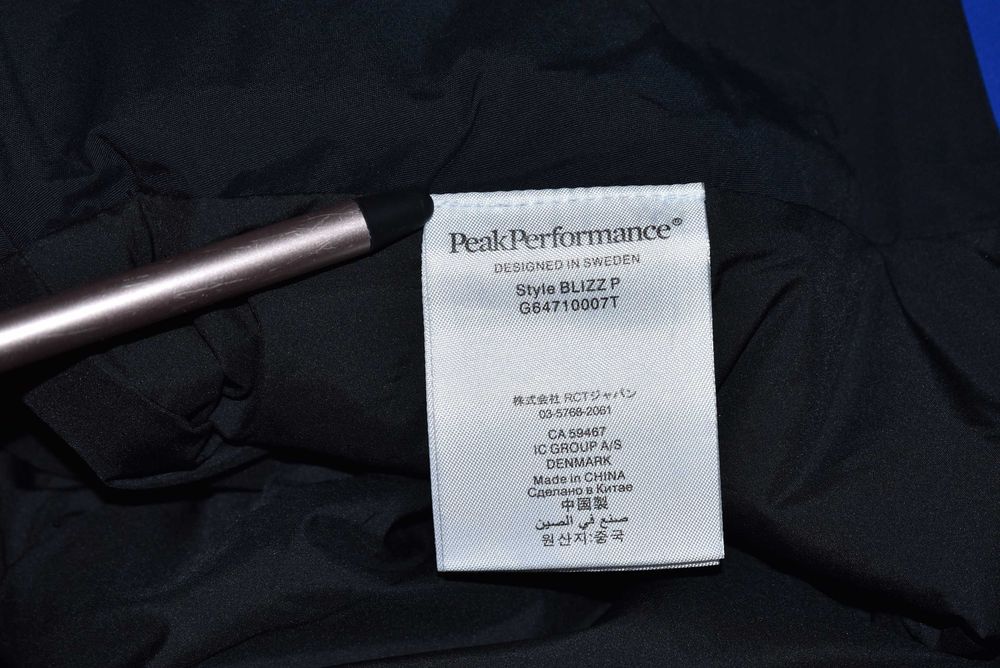 PeakPerformance®
DESIGNED IN SWEDEN
Style BLIZZ P
G64710007T
株式会社 RCTジャパン
03-5768-2061
CA 59467
IC GROUP A/S
DENMARK
Made in CHINA
Сделано в Китае
中国製
صنع في الصين
원산지:중국